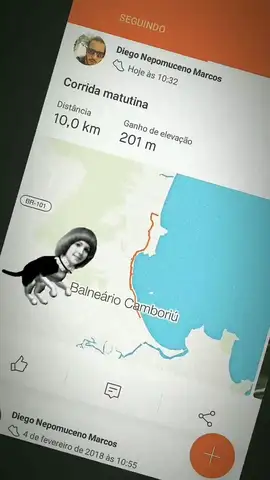 SEGUINDO
Diego Nepomuceno Marcos
Hoje às 10:32
Corrida matutina
Distância
10,0 km
Ganho de elevação
201 m
BR-101
Balneário Camboriú
Diego Nepomuceno Marcos
4 de fevereiro de 2018 às 10:55